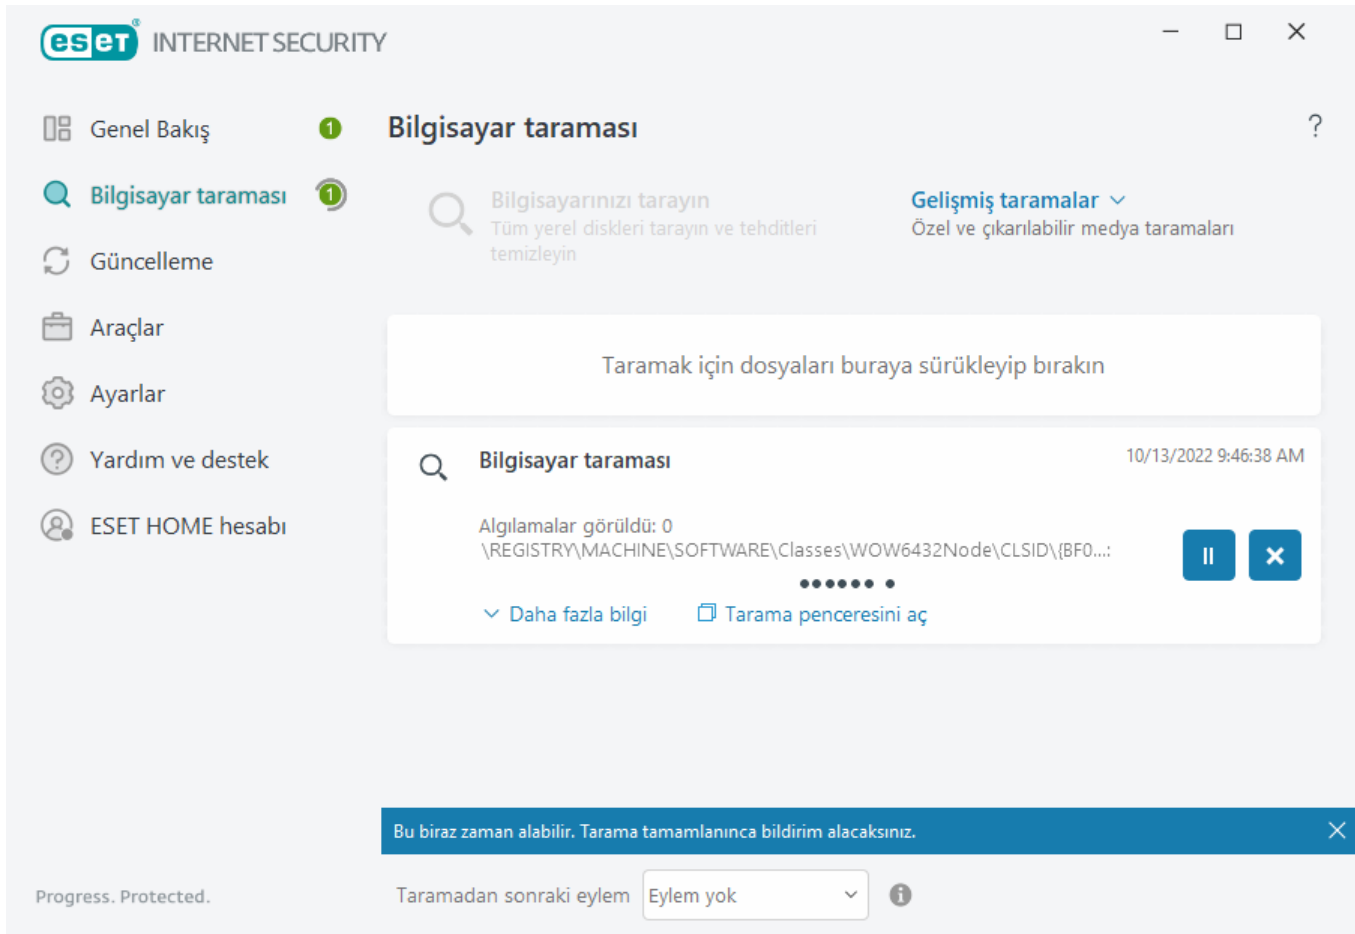 eset® INTERNET SECURITY
Genel Bakış 1
Bilgisayar taraması 1
Güncelleme
Araçlar
Ayarlar
Yardım ve destek
ESET HOME hesabı
Progress. Protected.
Bilgisayar taraması
?
Bilgisayarınızı tarayın
Tüm yerel diskleri tarayın ve tehditleri
temizleyin
Gelişmiş taramalar
Özel ve çıkarılabilir medya taramaları
Taramak için dosyaları buraya sürükleyip bırakın
Bilgisayar taraması
10/13/2022 9:46:38 AM
Algılamalar görüldü: 0
\REGISTRY\MACHINE\SOFTWARE\Classes\WOW6432Node\CLSID\{BF0...:
Daha fazla bilgi
Tarama penceresini aç
Bu biraz zaman alabilir. Tarama tamamlanınca bildirim alacaksınız.
Taramadan sonraki eylem Eylem yok